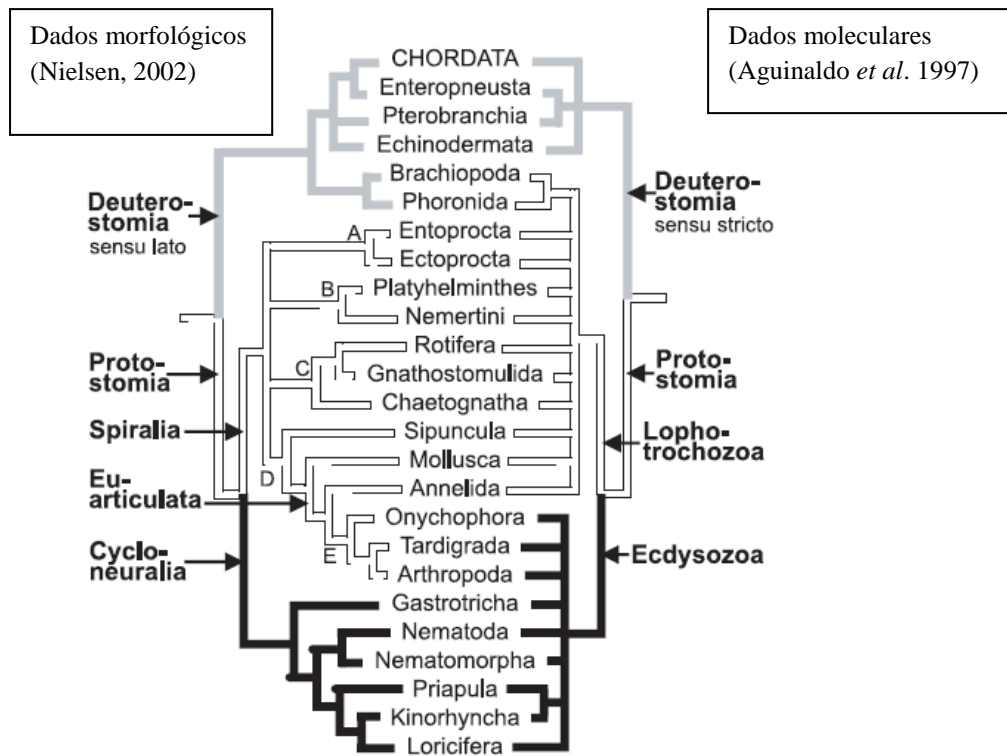 Dados morfológicos
(Nielsen, 2002)
Dados moleculares
(Aguinaldo et al. 1997)
CHORDATA
Enteropneusta
Pterobranchia
Echinodermata
Brachiopoda
Phoronida
Entoprocta
Ectoprocta
Platyhelminthes
Nemertini
Rotifera
Gnathostomulida
Chaetognatha
Sipuncula
Mollusca
Annelida
Onychophora
Tardigrada
Arthropoda
Gastrotricha
Nematoda
Nematomorpha
Priapula
Kinorhyncha
Loricifera
Deutero-
stomia
sensu lato
Proto-
stomia
Spiralia
Eu-
articulata
Cyclo-
neuralia
A
B
C
D
E
Deutero-
stomia
sensu stricto
Proto-
stomia
Lopho-
trochozoa
Ecdysozoa